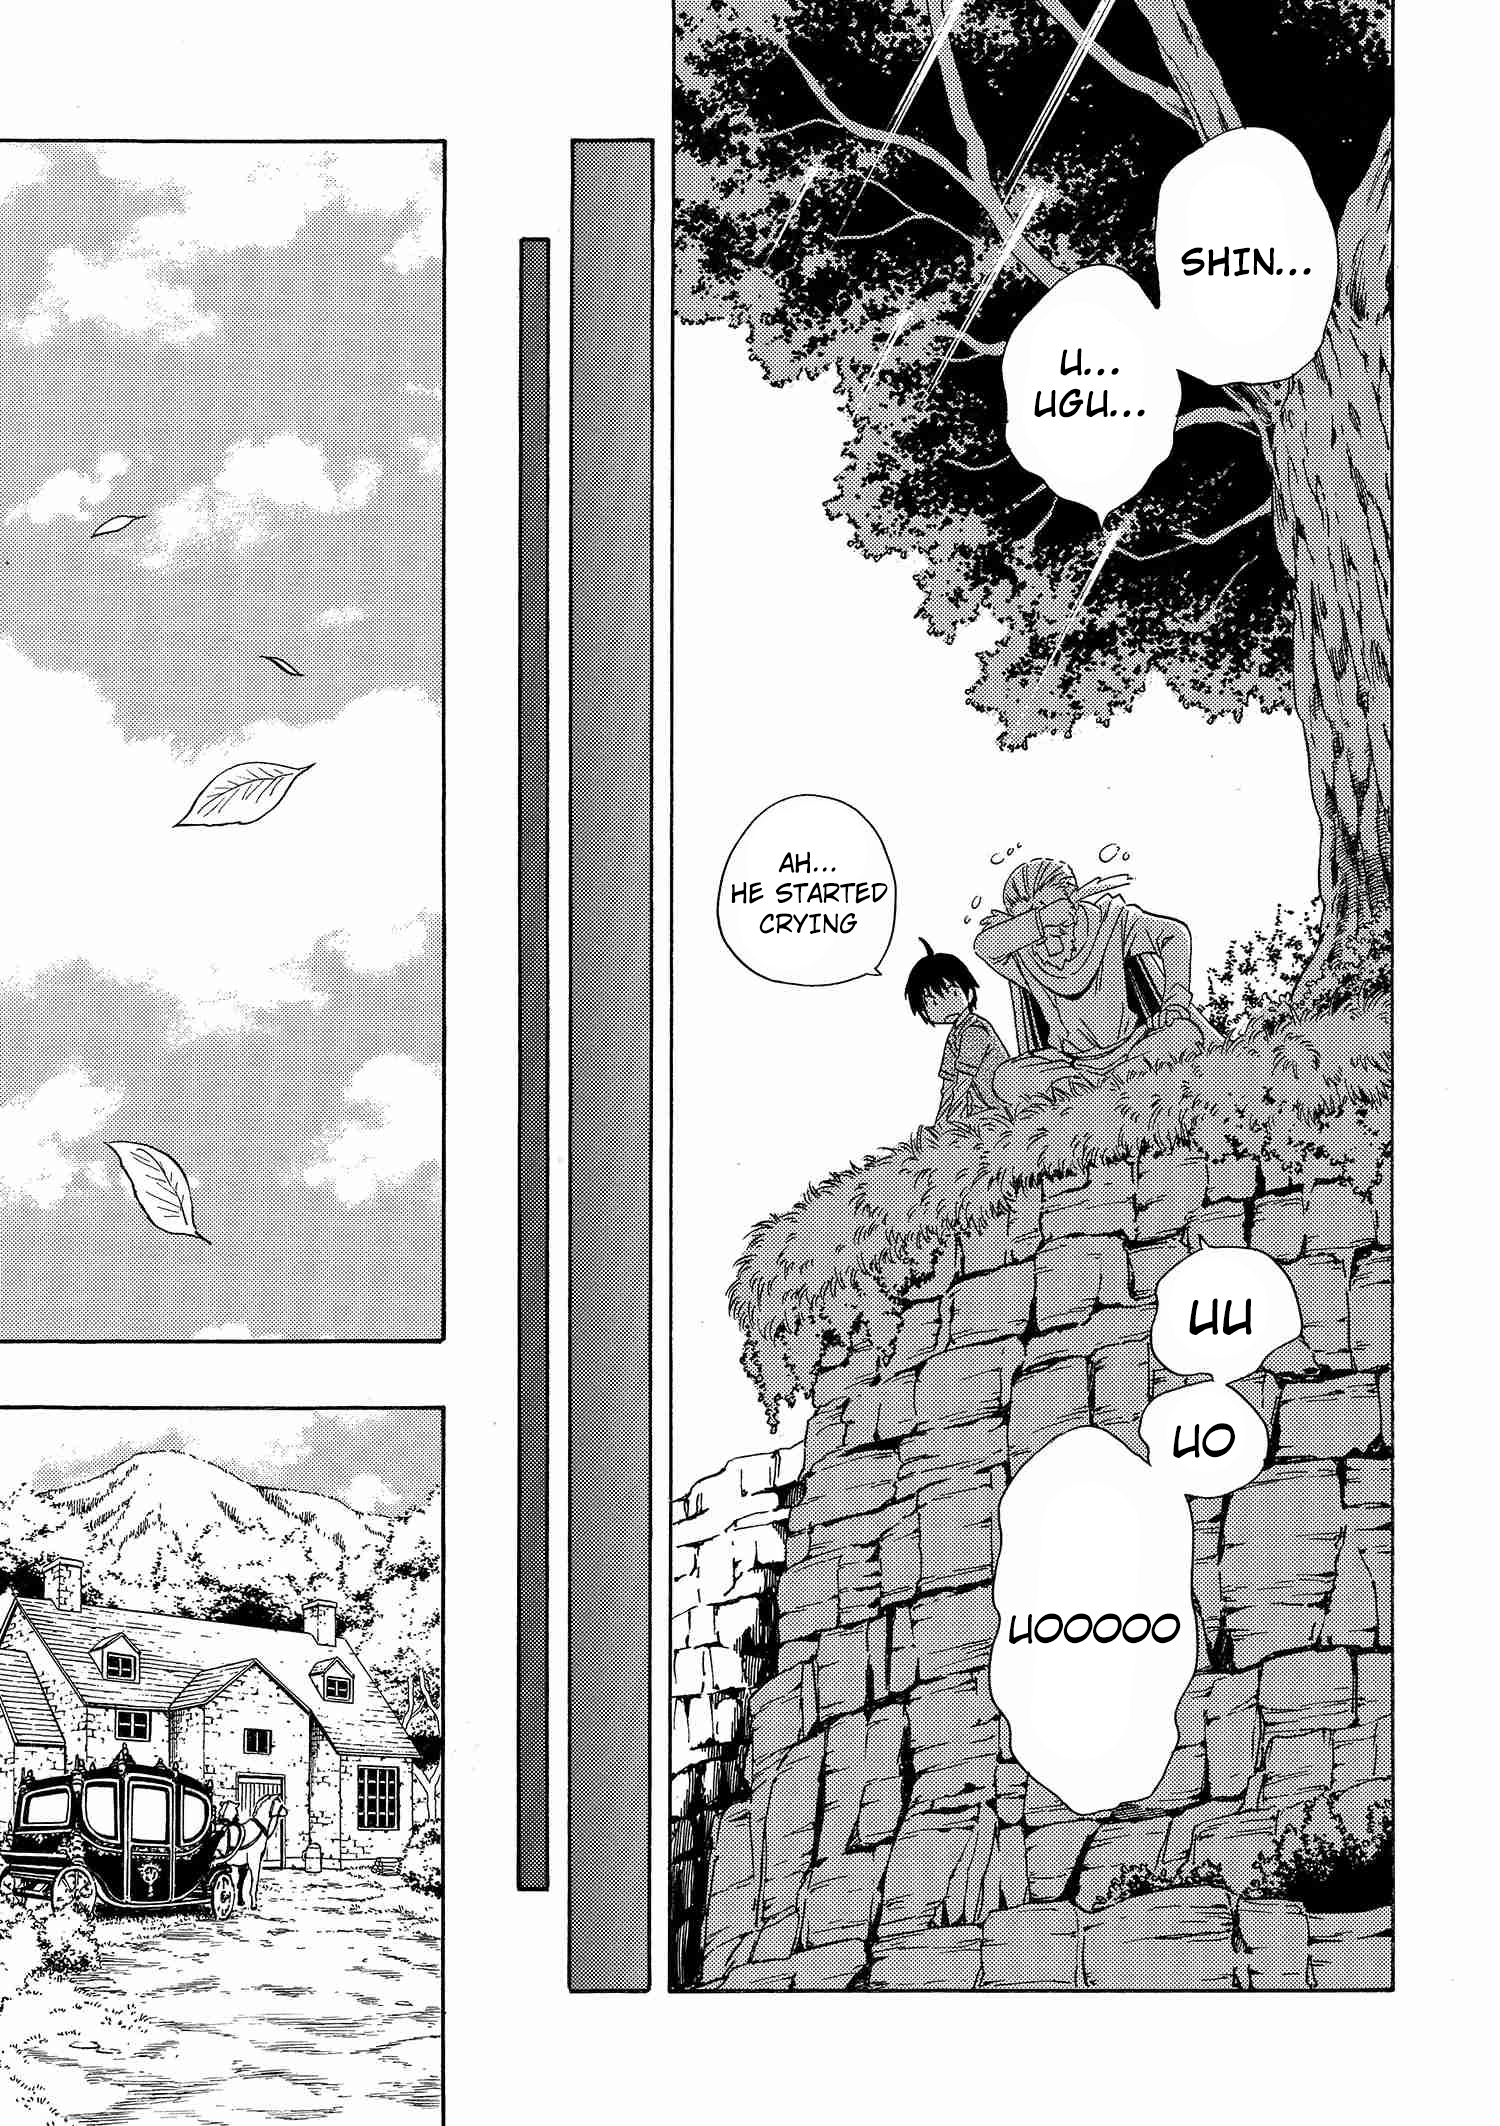 SHIN...
U...
UGU...
AH...
HE STARTED
CRYING
UU
UO
UOOOOO